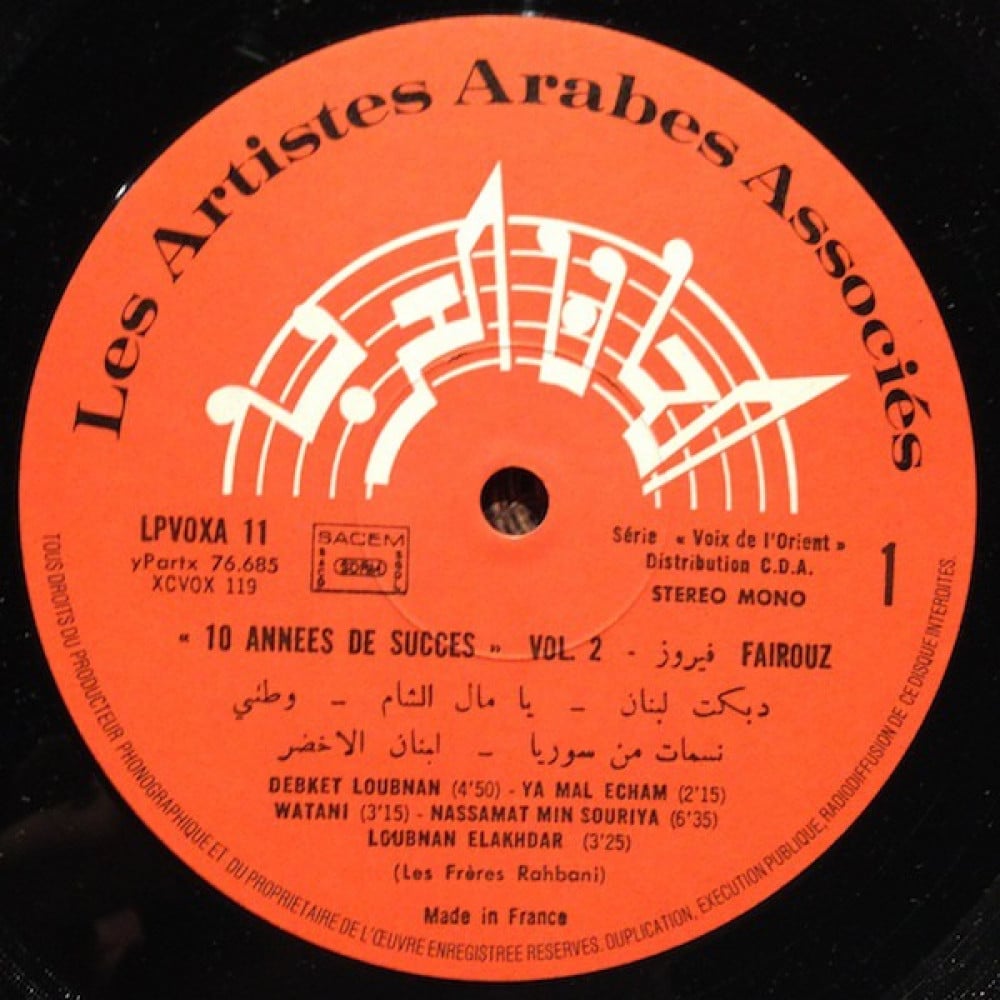 Les Artistes Arabes Associés
LPVOXA 11
yPartx 76.685
XCVOX 119
SACEM
Série « Voix de l'Orient »
Distribution C.D.A.
STEREO MONO
1
« 10 ANNEES DE SUCCES » VOL. 2 - فيروز FAIROUZ
دبكت لبنان - يا مال الشام - وطني
نسمات من سوريا - لبنان الاخضر
DEBKET LOUBNAN (4'50) - YA MAL ECHAM (2'15)
WATANI (3'15) - NASSAMAT MIN SOURIYA (6'35)
LOUBNAN ELAKHDAR (3'25)
(Les Frères Rahbani)
Made in France
TOUS DROITS DU PRODUCTEUR PHONOGRAPHIQUE ET DU PROPRIETAIRE DE L'ŒUVRE ENREGISTREE RESERVES. DUPLICATION, EXECUTION PUBLIQUE, RADIODIFFUSION DE CE DISQUE INTERDITES.